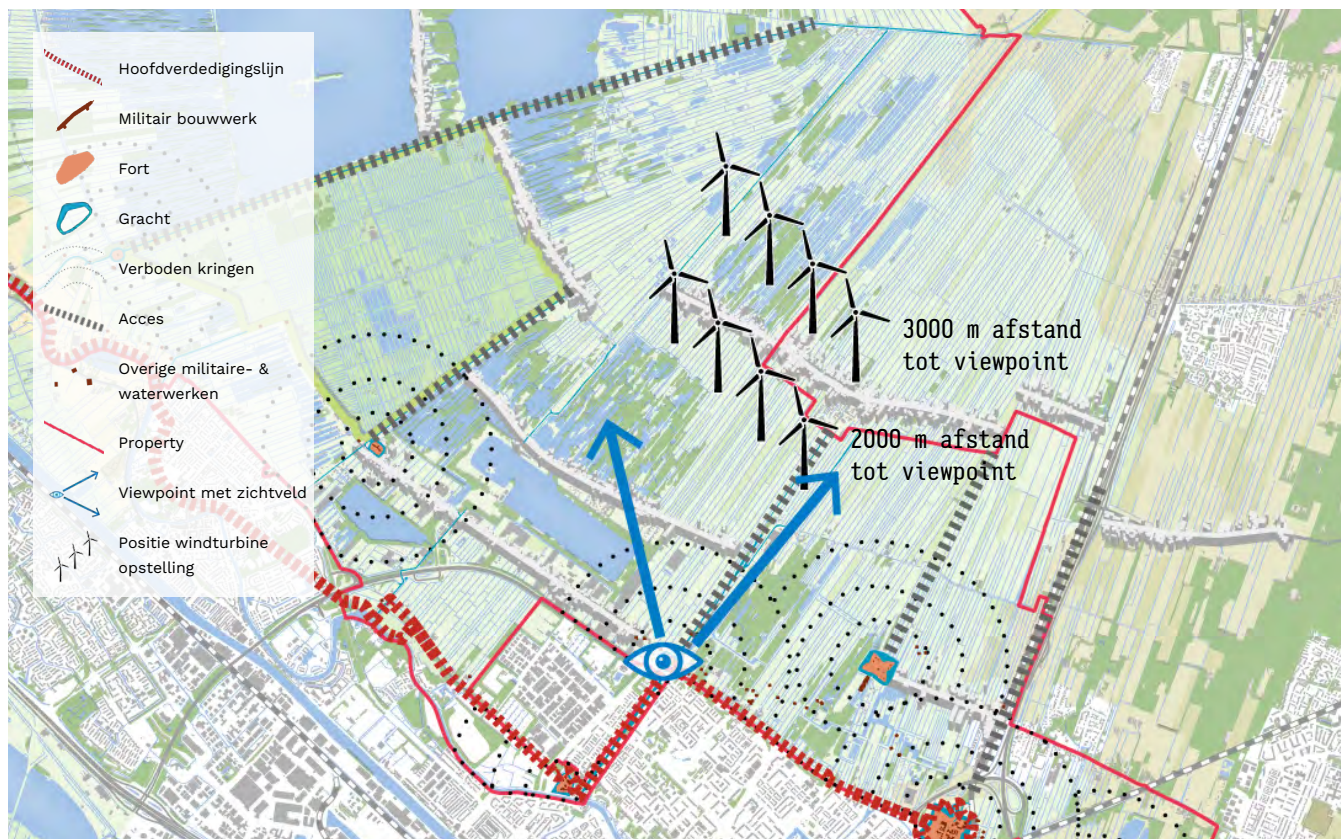 Hoofdverdedigingslijn
Militair bouwwerk
Fort
Gracht
Verboden kringen
Acces
Overige militaire- &
waterwerken
Property
Viewpoint met zichtveld
Positie windturbine
opstelling
3000 m afstand
tot viewpoint
2000 m afstand
tot viewpoint